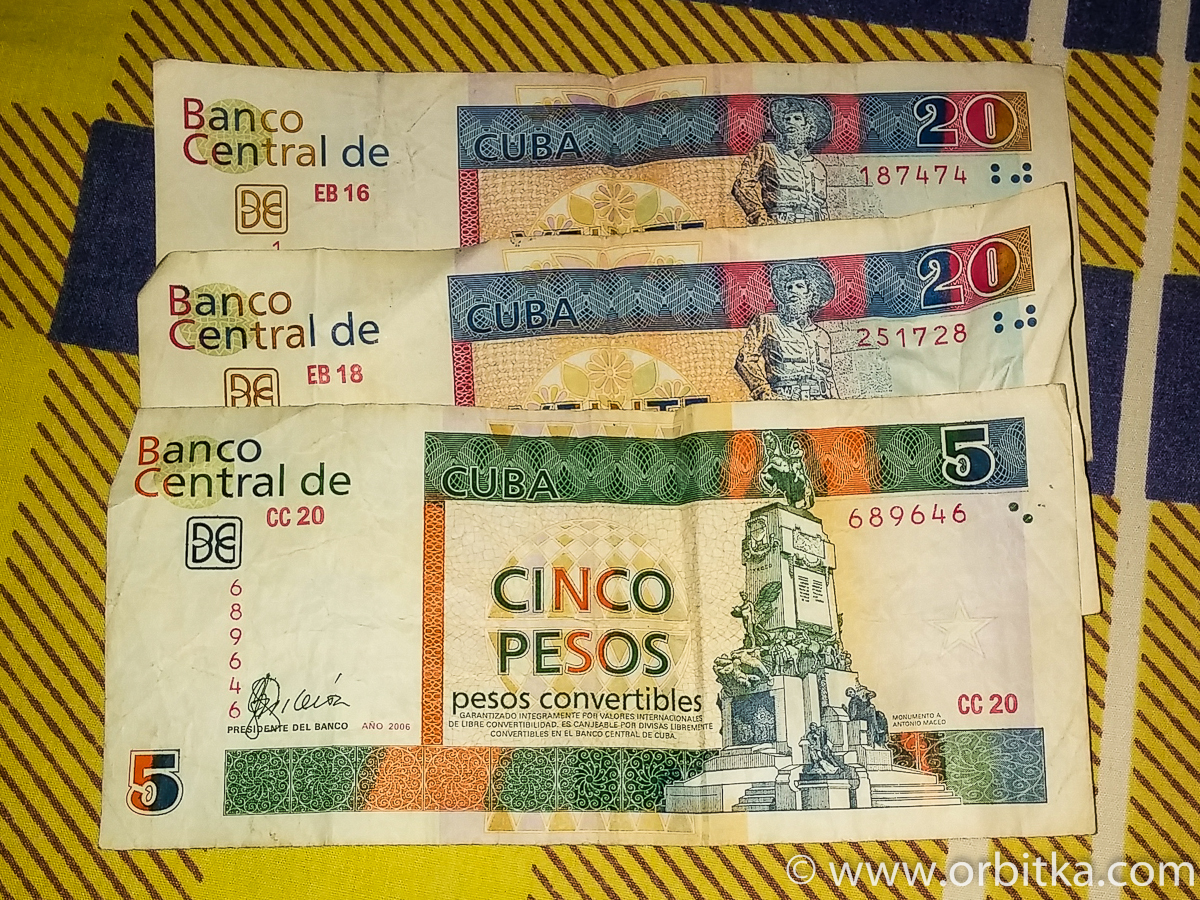 Banco
Central de
CUBA
20
EB 16
187474
1
Banco
Central de
CUBA
20
EB 18
251728
VEINTE
Banco
Central de
CUBA
5
CC 20
689646
CINCO
PESOS
pesos convertibles
GARANTIZADO INTEGRAMENTE POR VALORES INTERNACIONALES
DE LIBRE CONVERTIBILIDAD. ES CANJEABLE POR DIVISAS LIBREMENTE
CONVERTIBLES EN EL BANCO CENTRAL DE CUBA.
6
8
9
6
4
6
PRESIDENTE DEL BANCO AÑO 2006
CC 20
MONUMENTO A
ANTONIO MACEO
5
© www.orbitka.com